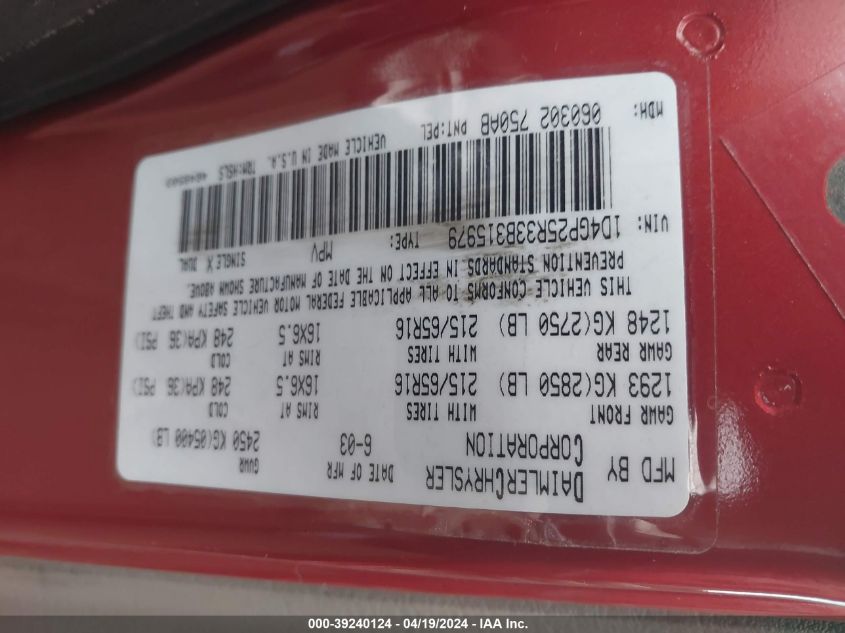 MFD BY DAIMLERCHRYSLER CORPORATION
DATE OF MFR 6-03
GVWR 2450 KG(05400 LB)
GAWR FRONT WITH TIRES RIMS AT COLD
1293 KG(2850 LB) 215/65R16 16X6.5 248 KPA(36 PSI)
GAWR REAR WITH TIRES RIMS AT COLD
1248 KG(2750 LB) 215/65R16 16X6.5 248 KPA(36 PSI)
THIS VEHICLE CONFORMS TO ALL APPLICABLE FEDERAL MOTOR VEHICLE SAFETY AND THEFT
PREVENTION STANDARDS IN EFFECT ON THE DATE OF MANUFACTURE SHOWN ABOVE.
VIN: 1D4GP25R33B315979 TYPE: MPV SINGLE X DUAL
MDH: 060302 750AB PNT:PEL VEHICLE MADE IN U.S.A. TRM:HSL5
000-39240124 - 04/19/2024 - IAAI Inc.